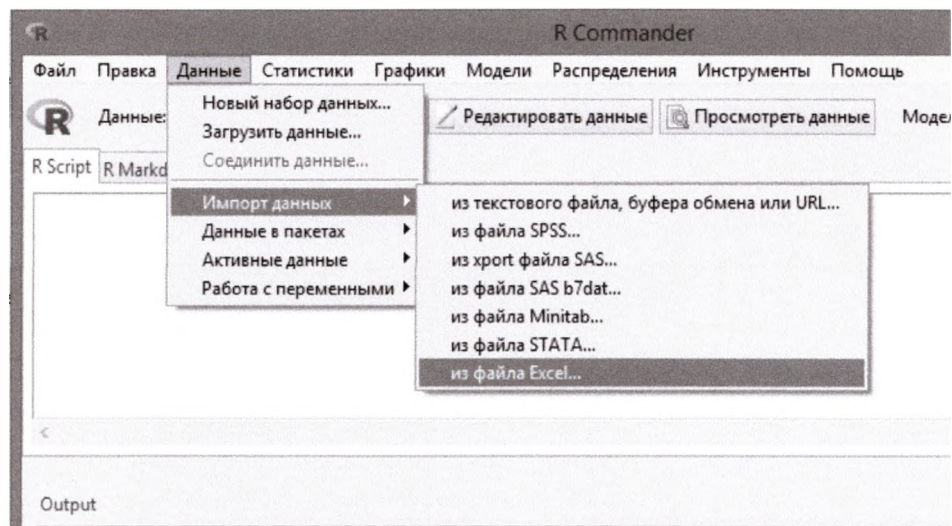 R Commander
Файл Правка Данные Статистики Графики Модели Распределения Инструменты Помощь
R Данные: Редактировать данные Просмотреть данные
R Script R Markd
Новый набор данных...
Загрузить данные...
Соединить данные...
Импорт данных
Данные в пакетах
Активные данные
Работа с переменными
из текстового файла, буфера обмена или URL...
из файла SPSS...
из xport файла SAS...
из файла SAS b7dat...
из файла Minitab...
из файла STATA...
из файла Excel...
Output